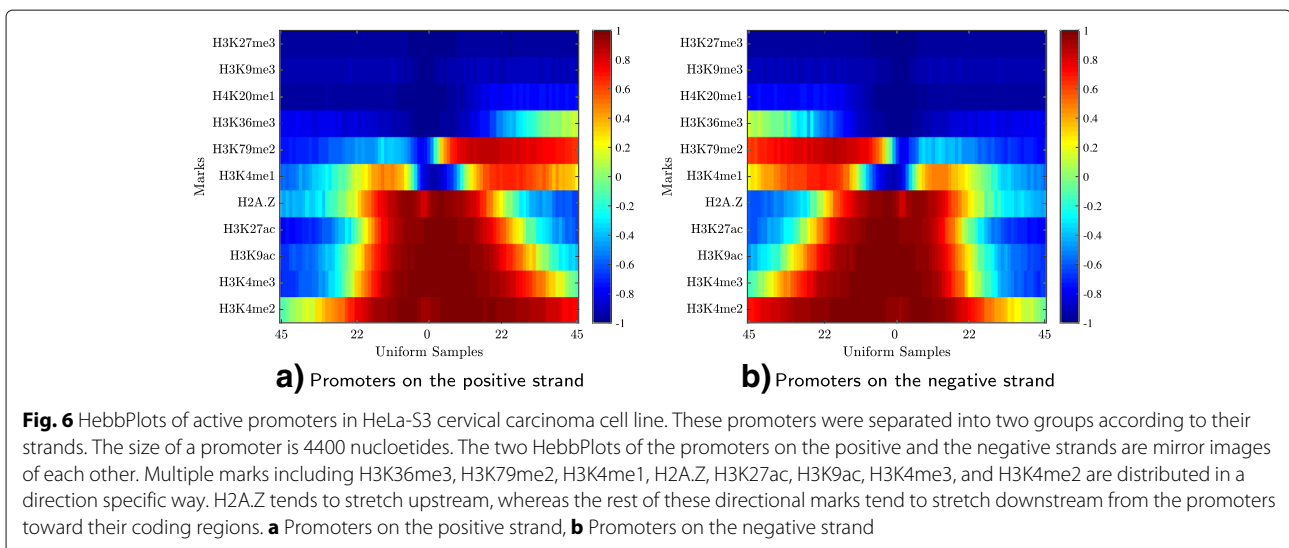 H3K27me3
H3K9me3
H4K20me1
H3K36me3
H3K79me2
H3K4me1
H2A.Z
H3K27ac
H3K9ac
H3K4me3
H3K4me2
Marks
45 22 0 22 45
Uniform Samples
1
0.8
0.6
0.4
0.2
0
-0.2
-0.4
-0.6
-0.8
-1
a) Promoters on the positive strand
H3K27me3
H3K9me3
H4K20me1
H3K36me3
H3K79me2
H3K4me1
H2A.Z
H3K27ac
H3K9ac
H3K4me3
H3K4me2
Marks
45 22 0 22 45
Uniform Samples
1
0.8
0.6
0.4
0.2
0
-0.2
-0.4
-0.6
-0.8
-1
b) Promoters on the negative strand
Fig. 6 HebbPlots of active promoters in HeLa-S3 cervical carcinoma cell line. These promoters were separated into two groups according to their
strands. The size of a promoter is 4400 nucloetides. The two HebbPlots of the promoters on the positive and the negative strands are mirror images
of each other. Multiple marks including H3K36me3, H3K79me2, H3K4me1, H2A.Z, H3K27ac, H3K9ac, H3K4me3, and H3K4me2 are distributed in a
direction specific way. H2A.Z tends to stretch upstream, whereas the rest of these directional marks tend to stretch downstream from the promoters
toward their coding regions. a Promoters on the positive strand, b Promoters on the negative strand